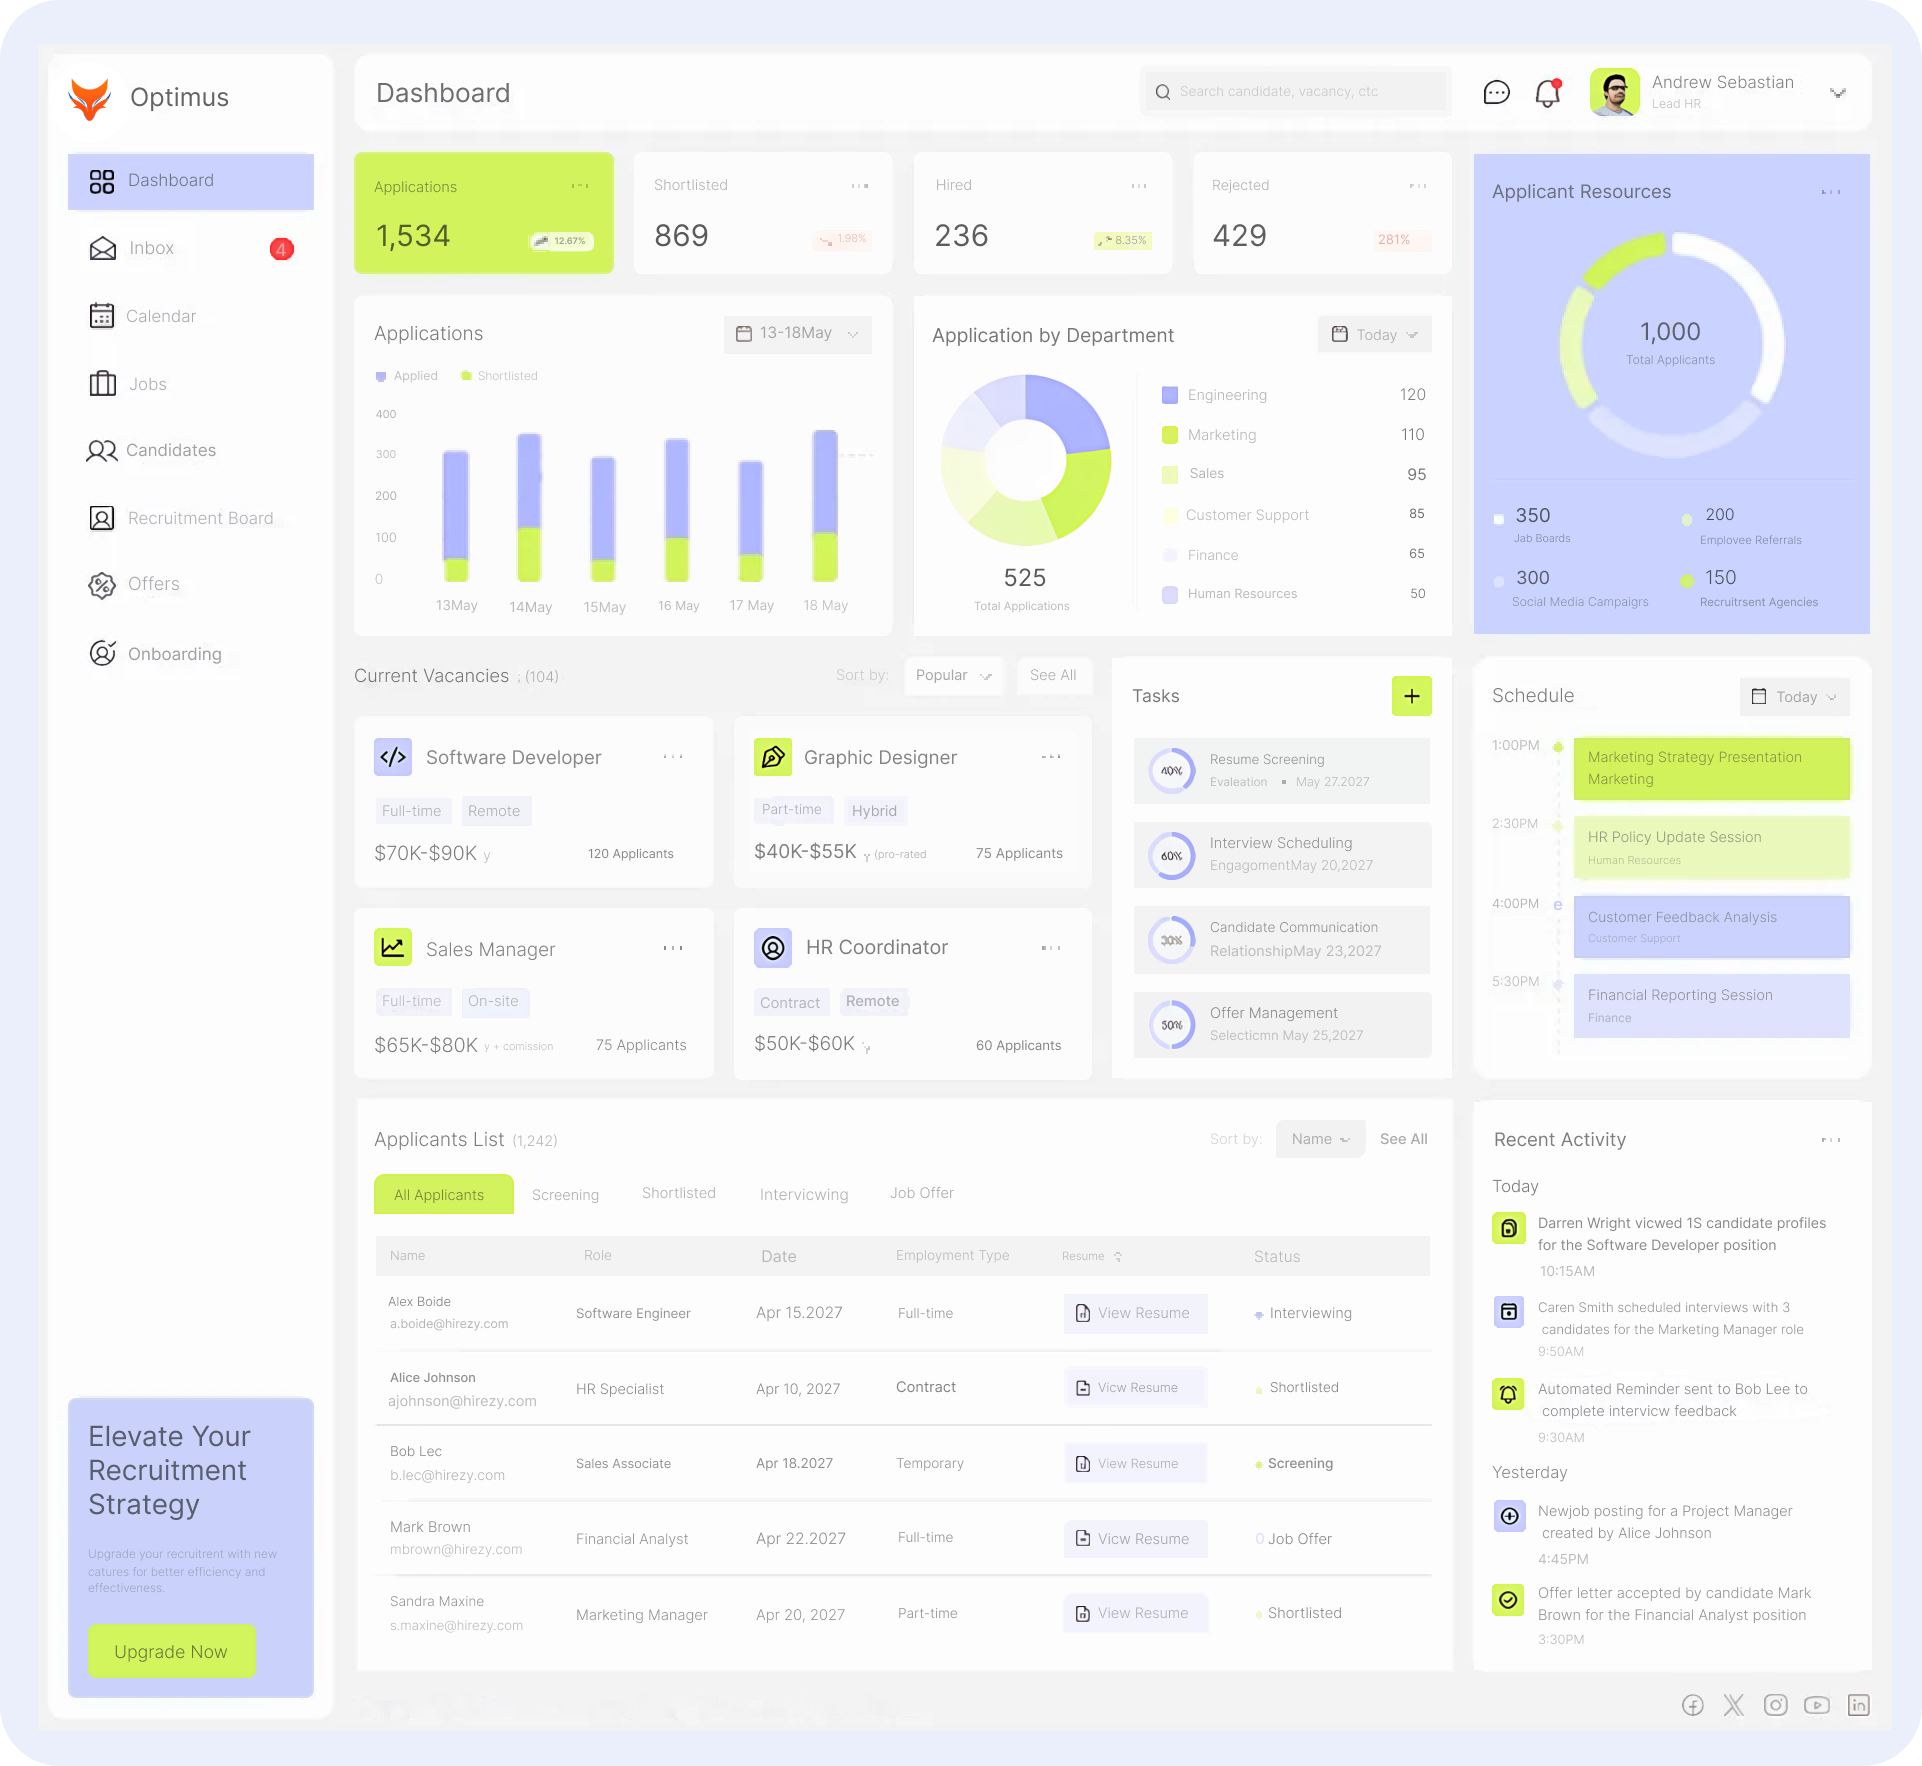 Optimus
Dashboard
Inbox
4
Calendar
Jobs
Candidates
Recruitment Board
Offers
Onboarding
Elevate Your
Recruitment
Strategy
Upgrade your recruitrent with new
catures for better efficiency and
effectiveness.
Upgrade Now
Dashboard
Search candidate, vacancy, ctc
Andrew Sebastian
Lead HR
Applications
1,534
12.67%
Shortlisted
869
1.98%
Hired
236
8.35%
Rejected
429
281%
Applications
13-18May
Applied
Shortlisted
400
300
200
100
0
13May
14May
15May
16 May
17 May
18 May
Application by Department
Today
525
Total Applications
Engineering 120
Marketing 110
Sales 95
Customer Support 85
Finance 65
Human Resources 50
Applicant Resources
1,000
Total Applicants
350
Jab Boards
200
Emplovee Referrals
300
Social Media Campaigrs
150
Recruitrsent Agencies
Current Vacancies (104)
Sort by: Popular
See All
Software Developer
Full-time Remote
$70K-$90K y
120 Applicants
Graphic Designer
Part-time Hybrid
$40K-$55K (pro-rated
75 Applicants
Sales Manager
Full-time On-site
$65K-$80K y + comission
75 Applicants
HR Coordinator
Contract Remote
$50K-$60K
60 Applicants
Tasks
40%
Resume Screening
Evaleation May 27.2027
60%
Interview Scheduling
EngagomentMay 20,2027
30%
Candidate Communication
RelationshipMay 23,2027
50%
Offer Management
Selecticmn May 25,2027
Schedule
Today
1:00PM
Marketing Strategy Presentation
Marketing
2:30PM
HR Policy Update Session
Human Resources
4:00PM
e
Customer Feedback Analysis
Customer Support
5:30PM
Financial Reporting Session
Finance
Applicants List (1,242)
Sort by: Name
See All
All Applicants Screening Shortlisted Intervicwing Job Offer
Name Role Date Employment Type Resume Status
Alex Boide
a.boide@hirezy.com
Software Engineer Apr 15.2027 Full-time View Resume Interviewing
Alice Johnson
ajohnson@hirezy.com
HR Specialist Apr 10, 2027 Contract Vicw Resume Shortlisted
Bob Lec
b.lec@hirezy.com
Sales Associate Apr 18.2027 Temporary View Resume Screening
Mark Brown
mbrown@hirezy.com
Financial Analyst Apr 22.2027 Full-time Vicw Resume 0 Job Offer
Sandra Maxine
s.maxine@hirezy.com
Marketing Manager Apr 20, 2027 Part-time View Resume Shortlisted
Recent Activity
Today
Darren Wright vicwed 1S candidate profiles
for the Software Developer position
10:15AM
Caren Smith scheduled interviews with 3
candidates for the Marketing Manager role
9:50AM
Automated Reminder sent to Bob Lee to
complete intervicw feedback
9:30AM
Yesterday
Newjob posting for a Project Manager
created by Alice Johnson
4:45PM
Offer letter accepted by candidate Mark
Brown for the Financial Analyst position
3:30PM